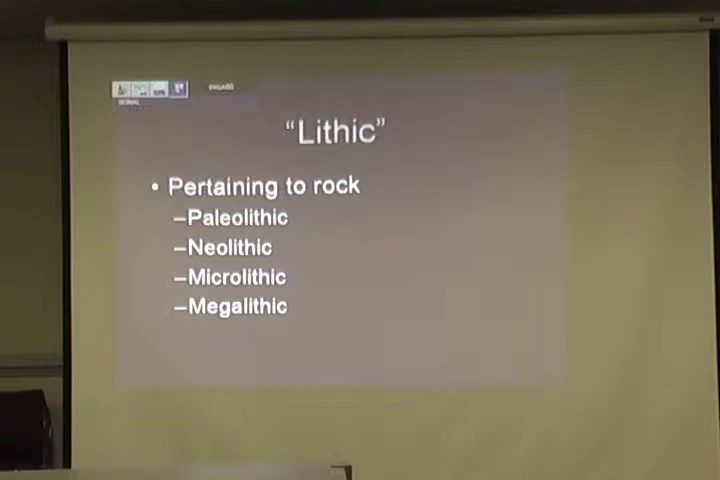 “Lithic”
• Pertaining to rock
–Paleolithic
–Neolithic
–Microlithic
–Megalithic